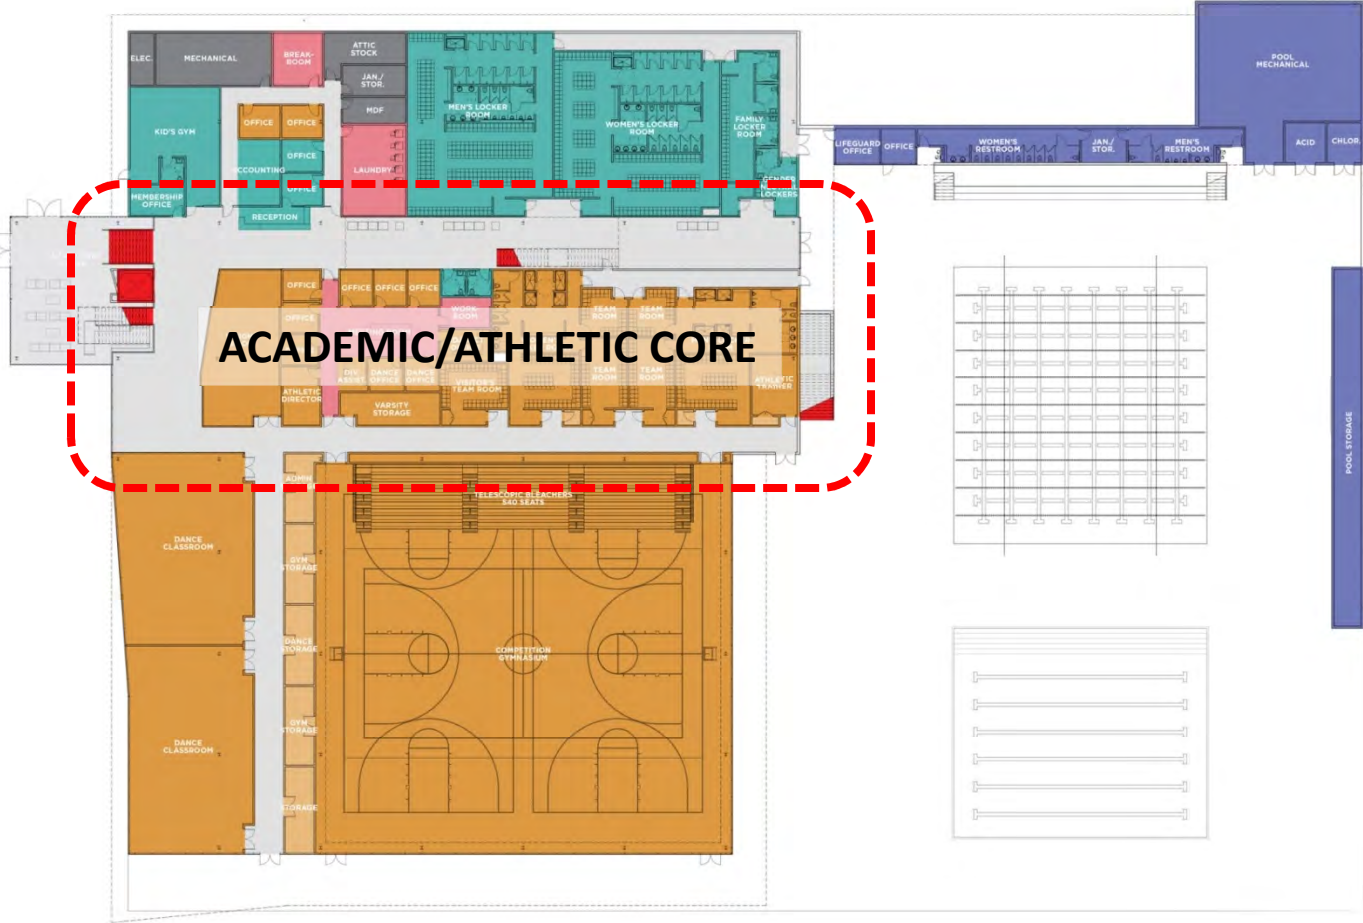 ELEC.
MECHANICAL
BREAK-
ROOM
ATTIC
STOCK
JAN./
STOR.
MDF
MEN'S LOCKER
ROOM
WOMEN'S LOCKER
ROOM
FAMILY
LOCKER
ROOM
POOL
MECHANICAL
KID'S GYM
OFFICE
OFFICE
OFFICE
OFFICE
LAUNDRY
LIFEGUARD
OFFICE
OFFICE
WOMEN'S
RESTROOM
JAN./
STOR.
MEN'S
RESTROOM
ACID
CHLOR.
MEMBERSHIP
OFFICE
RECEPTION
LOCKERS
OFFICE
OFFICE
OFFICE
OFFICE
WORK
ROOM
TEAM
ROOM
TEAM
ROOM
OFFICE
ACADEMIC/ATHLETIC CORE
DIV.
ASSIST.
DANCE
OFFICE
DANCE
OFFICE
VISITOR'S
TEAM ROOM
TEAM
ROOM
TEAM
ROOM
ATHLETIC
TRAINER
ATHLETIC
DIRECTOR
VARSITY
STORAGE
POOL STORAGE
TELESCOPIC BLEACHERS
540 SEATS
DANCE
CLASSROOM
GYM
STORAGE
DANCE
STORAGE
COMPETITION
GYMNASIUM
DANCE
CLASSROOM
GYM
STORAGE
STORAGE